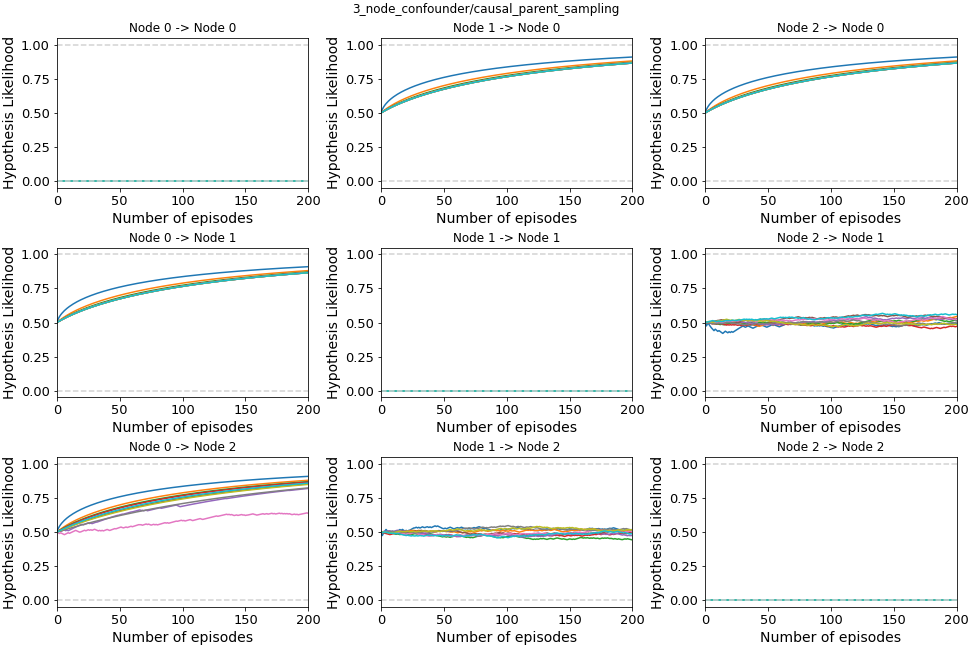 3_node_confounder/causal_parent_sampling
Node 0 -> Node 0
Node 1 -> Node 0
Node 2 -> Node 0
Hypothesis Likelihood
1.00
0.75
0.50
0.25
0.00
0 50 100 150 200
Number of episodes
Hypothesis Likelihood
1.00
0.75
0.50
0.25
0.00
0 50 100 150 200
Number of episodes
Hypothesis Likelihood
1.00
0.75
0.50
0.25
0.00
0 50 100 150 200
Number of episodes
Node 0 -> Node 1
Node 1 -> Node 1
Node 2 -> Node 1
Hypothesis Likelihood
1.00
0.75
0.50
0.25
0.00
0 50 100 150 200
Number of episodes
Hypothesis Likelihood
1.00
0.75
0.50
0.25
0.00
0 50 100 150 200
Number of episodes
Hypothesis Likelihood
1.00
0.75
0.50
0.25
0.00
0 50 100 150 200
Number of episodes
Node 0 -> Node 2
Node 1 -> Node 2
Node 2 -> Node 2
Hypothesis Likelihood
1.00
0.75
0.50
0.25
0.00
0 50 100 150 200
Number of episodes
Hypothesis Likelihood
1.00
0.75
0.50
0.25
0.00
0 50 100 150 200
Number of episodes
Hypothesis Likelihood
1.00
0.75
0.50
0.25
0.00
0 50 100 150 200
Number of episodes